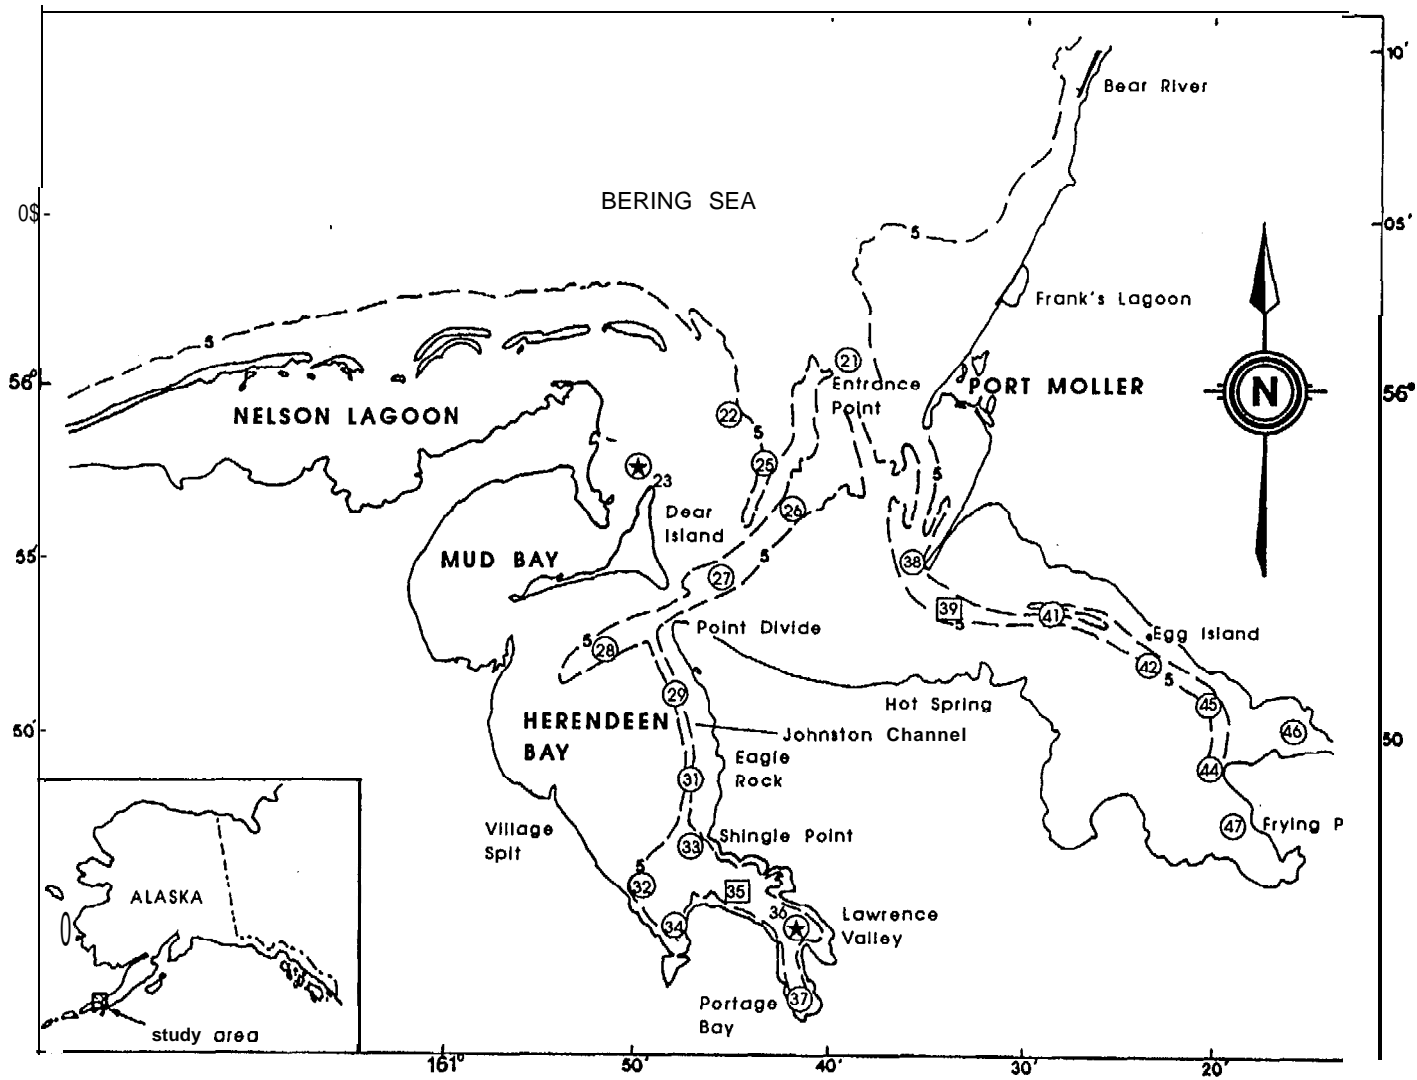 10'
Bear River
BERING SEA
0$
05'
5
Frank's Lagoon
5
21
56°
Entrance
Point
PORT MOLLER
56°
N
NELSON LAGOON
22
5
25
5
23
Dear
Island
26
55'
MUD BAY
5
38
27
39
41
5
Point Divide
5
Egg Island
28
42
5
29
Hot Spring
45
HERENDEEN
BAY
50'
Johnston Channel
46
50
Eagle
Rock
44
31
Village
Spit
Shingle Point
47
Frying P
33
5
32
35
5
ALASKA
36
Lawrence
Valley
34
Portage
Bay
37
study area
161°
50'
40'
30'
20'